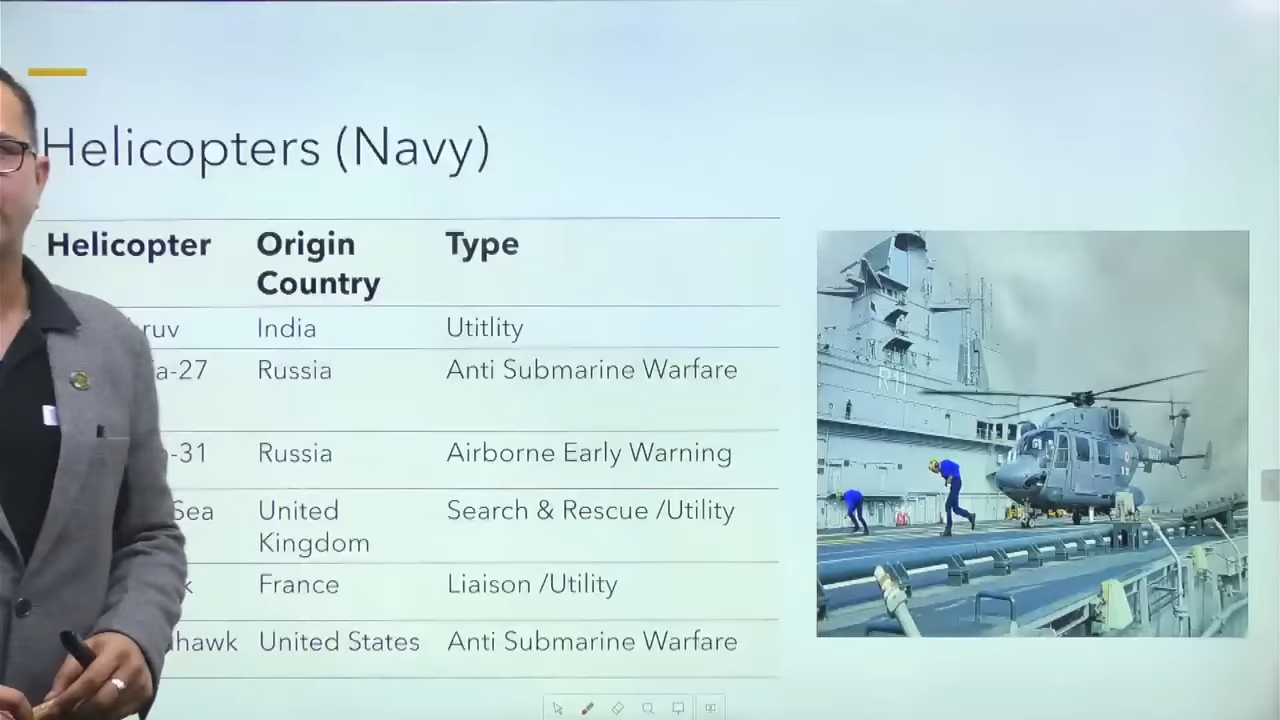 Helicopters (Navy)
Helicopter Origin Country Type
India Utitlity
Russia Anti Submarine Warfare
Russia Airborne Early Warning
Sea United Kingdom Search & Rescue /Utility
France Liaison /Utility
United States Anti Submarine Warfare
R11